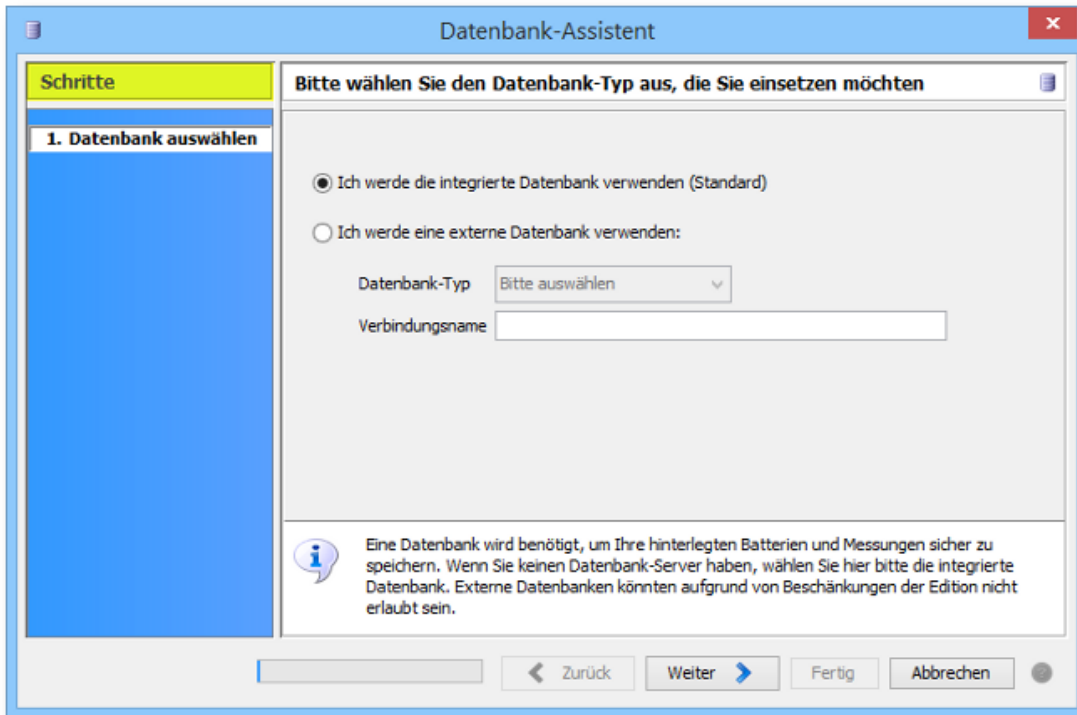 Datenbank-Assistent
Schritte
1. Datenbank auswählen
Bitte wählen Sie den Datenbank-Typ aus, die Sie einsetzen möchten
Ich werde die integrierte Datenbank verwenden (Standard)
Ich werde eine externe Datenbank verwenden:
Datenbank-Typ Bitte auswählen
Verbindungsname
Eine Datenbank wird benötigt, um Ihre hinterlegten Batterien und Messungen sicher zu
speichern. Wenn Sie keinen Datenbank-Server haben, wählen Sie hier bitte die integrierte
Datenbank. Externe Datenbanken könnten aufgrund von Beschänkungen der Edition nicht
erlaubt sein.
Zurück Weiter Fertig Abbrechen